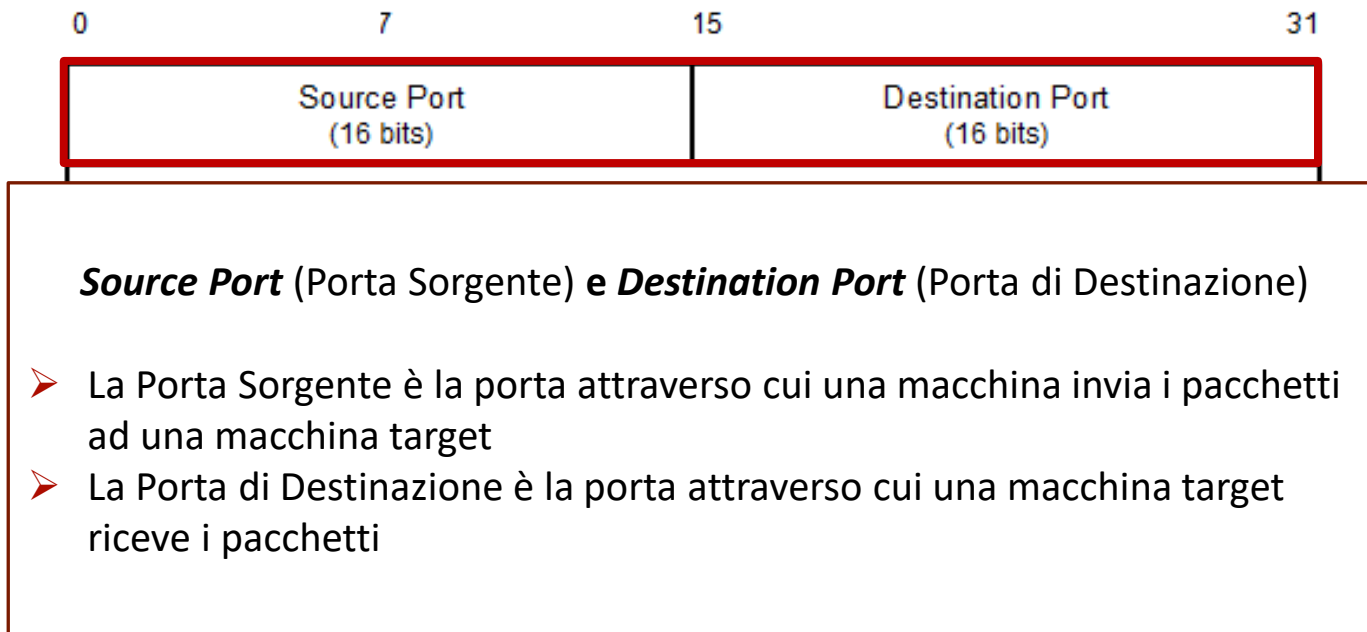 0 7 15 31
Source Port Destination Port
(16 bits) (16 bits)
Source Port (Porta Sorgente) e Destination Port (Porta di Destinazione)
La Porta Sorgente è la porta attraverso cui una macchina invia i pacchetti
ad una macchina target
La Porta di Destinazione è la porta attraverso cui una macchina target
riceve i pacchetti